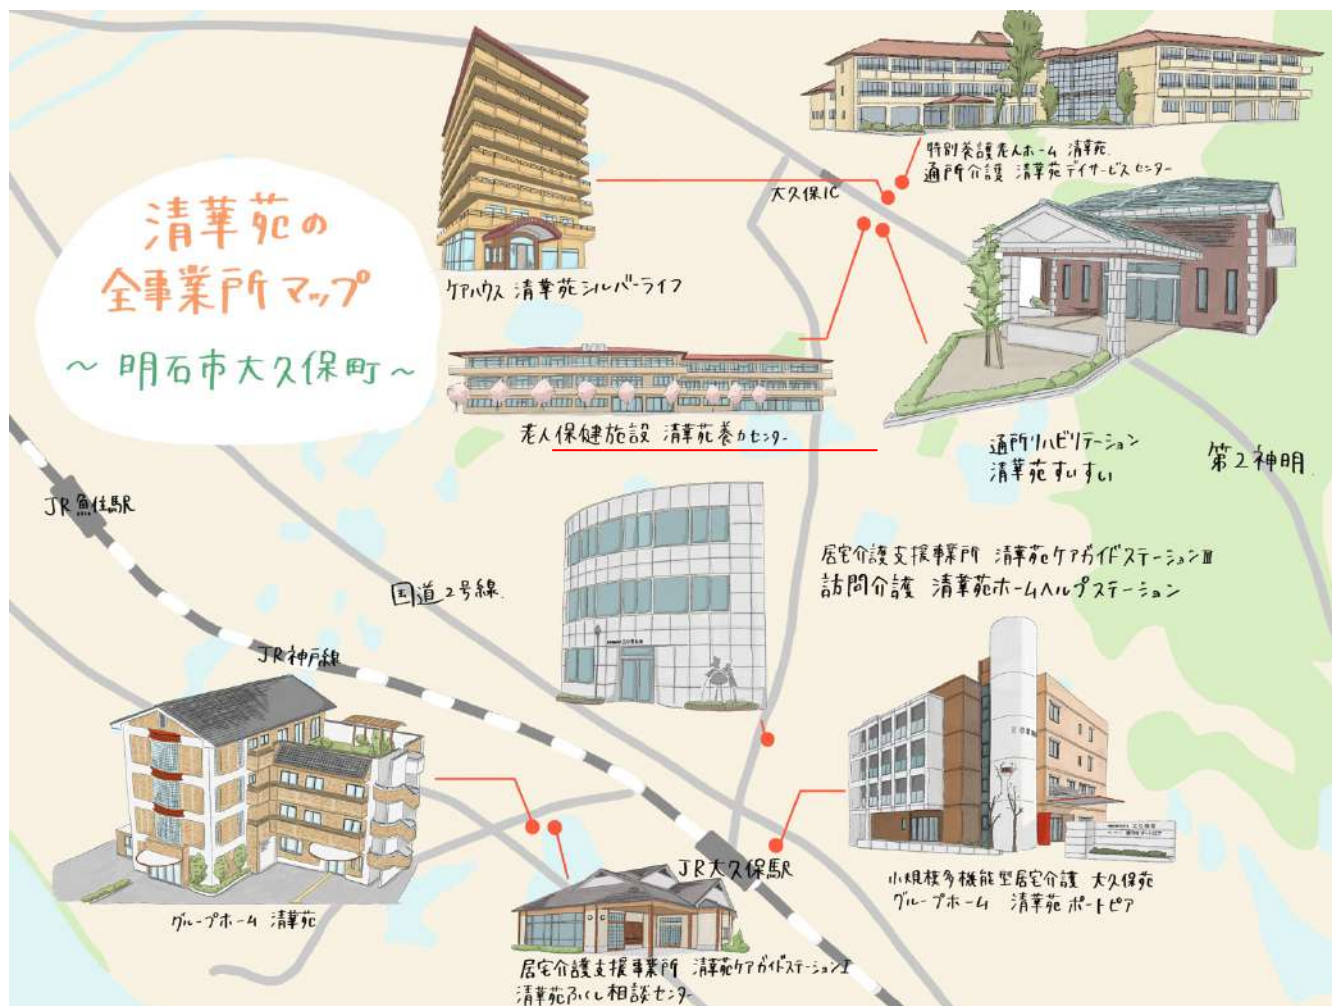 清華苑の
全事業所マップ
～明石市大久保町～
特別養護老人ホーム 清華苑
通所介護 清華苑デイサービスセンター
大久保IC
ケアハウス 清華苑シルバーライフ
老人保健施設 清華苑養力センター
通所リハビリテーション
清華苑すいすい
第2神明
JR魚住駅
国道2号線
居宅介護支援事業所 清華苑ケアガイドステーションⅢ
訪問介護 清華苑ホームヘルプステーション
JR神戸線
JR大久保駅
小規模多機能型居宅介護 大久保苑
グループホーム 清華苑ポートピア
グループホーム 清華苑
居宅介護支援事業所 清華苑ケアガイドステーションⅠ
清華苑ふくし相談センター